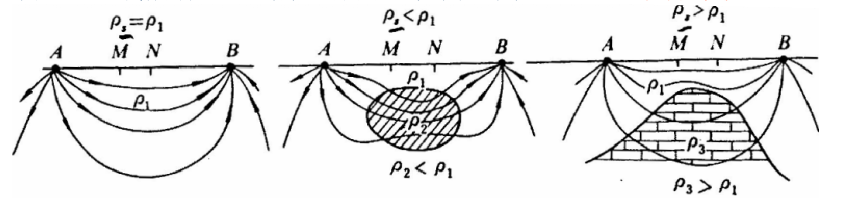 ρₛ=ρ₁
A M N B
ρ₁
ρₛ<ρ₁
A M N B
ρ₁
ρ₂
ρ₂ < ρ₁
ρₛ>ρ₁
A M N B
ρ₁
ρ₃
ρ₃ > ρ₁